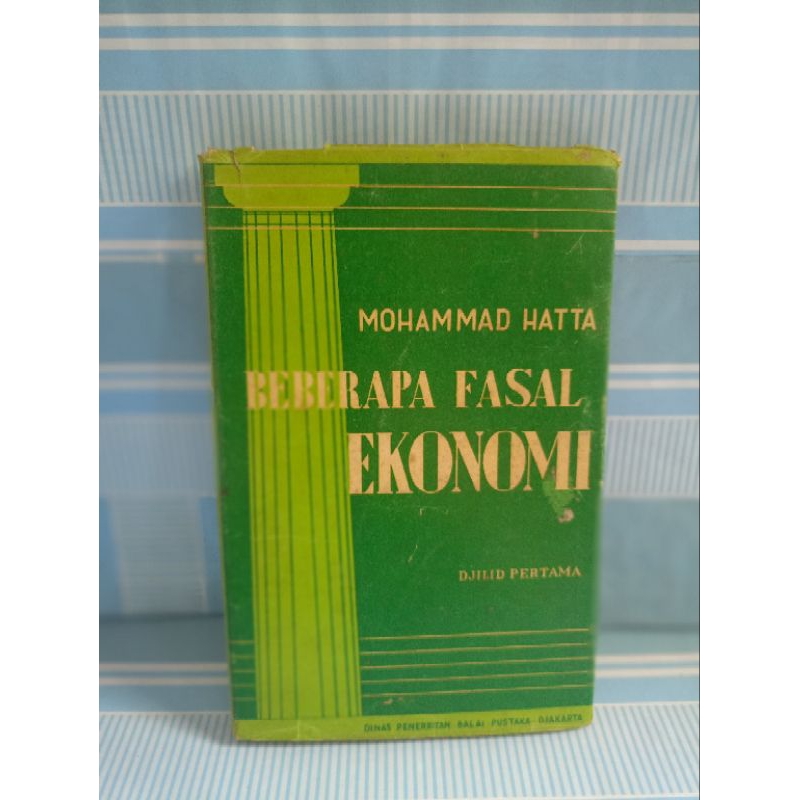 MOHAMMAD HATTA
BEBERAPA FASAL
EKONOMI
DJILID PERTAMA
DINAS PENERBITAN BALAI PUSTAKA DJAKARTA